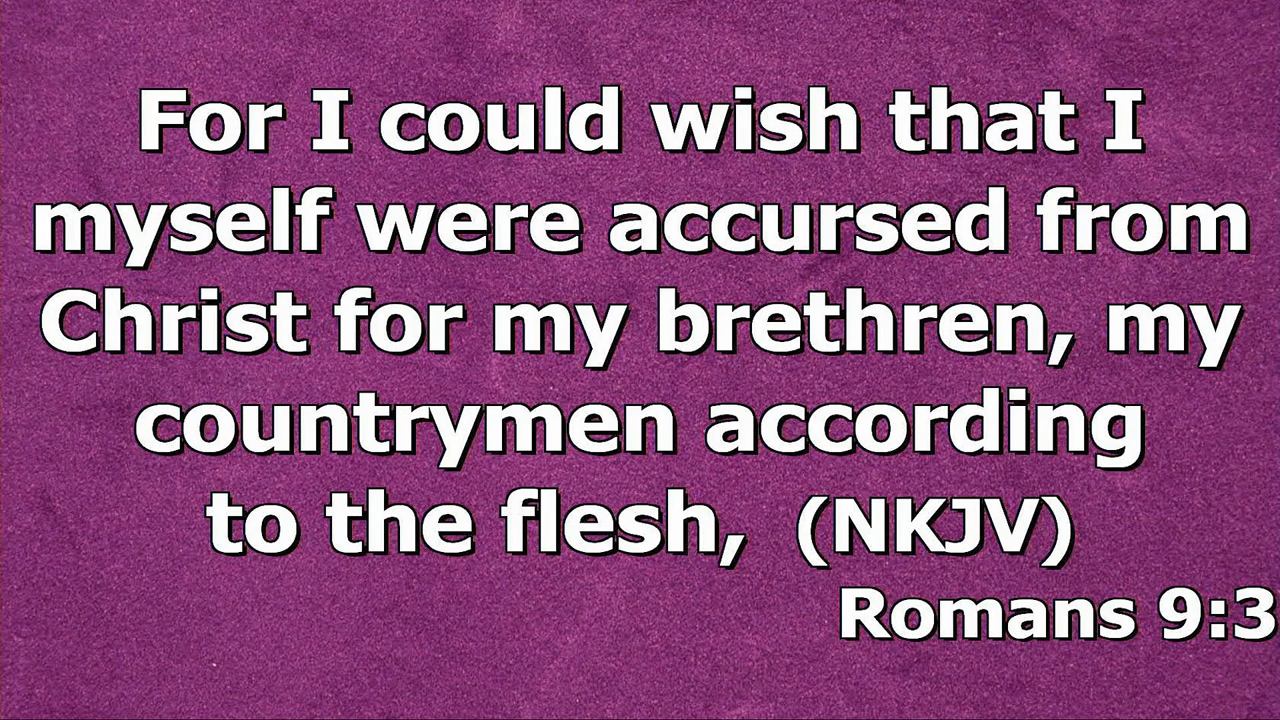 For I could wish that I
myself were accursed from
Christ for my brethren, my
countrymen according
to the flesh, (NKJV)
Romans 9:3